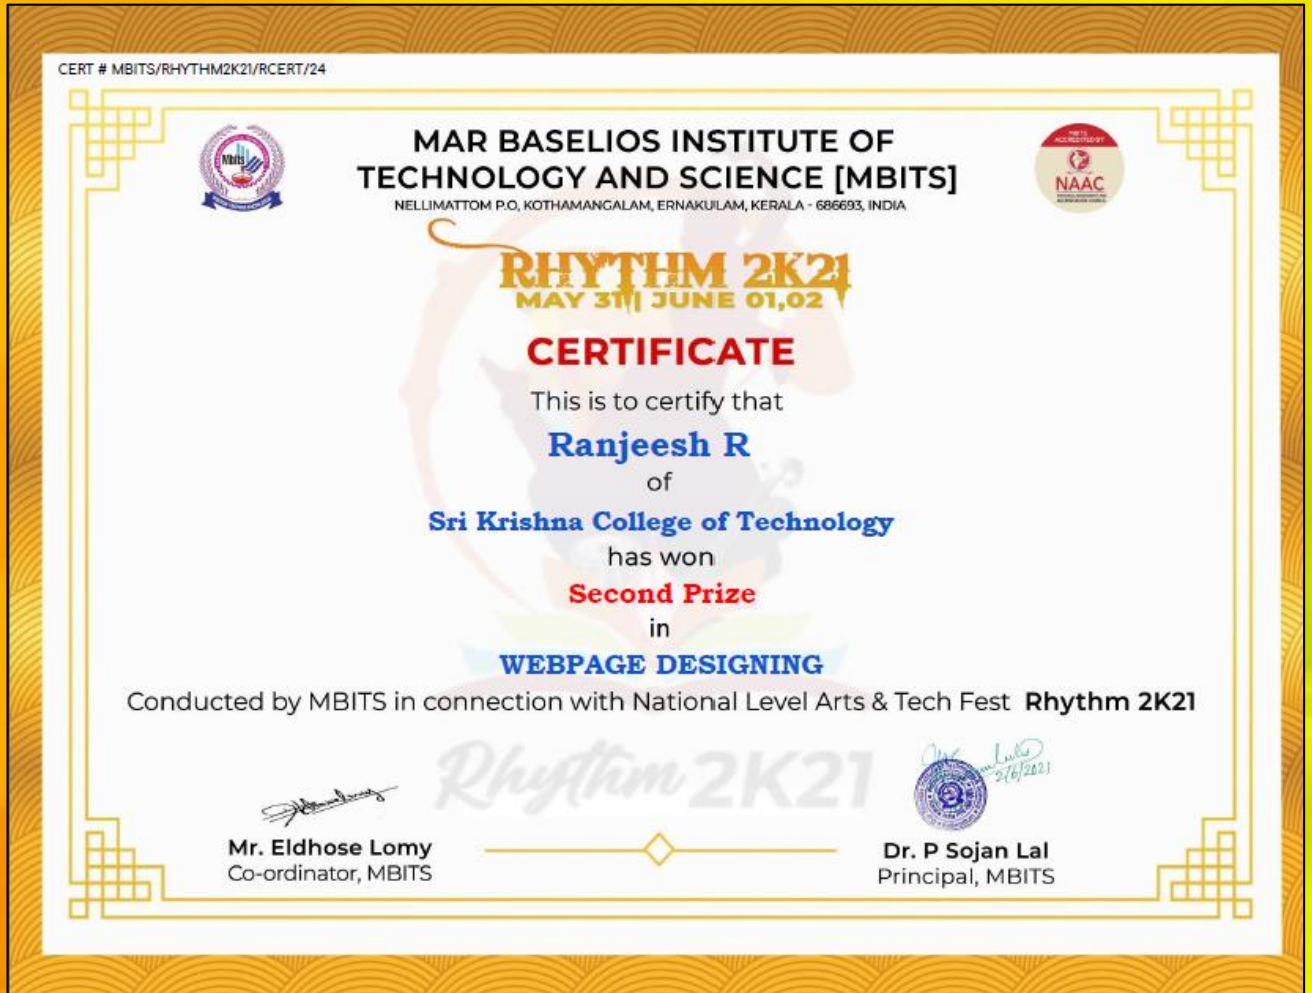 CERT # MBITS/RHYTHM2K21/RCERT/24
Mbits
MAR BASELIOS INSTITUTE OF
TECHNOLOGY AND SCIENCE [MBITS]
NELLIMATTOM P.O, KOTHAMANGALAM, ERNAKULAM, KERALA - 686693, INDIA
MBITS
ACCREDITED BY
NAAC
RHYTHM 2K21
MAY 31 | JUNE 01,02
CERTIFICATE
This is to certify that
Ranjeesh R
of
Sri Krishna College of Technology
has won
Second Prize
in
WEBPAGE DESIGNING
Conducted by MBITS in connection with National Level Arts & Tech Fest Rhythm 2K21
Rhythm 2K21
2/6/2021
Mr. Eldhose Lomy
Co-ordinator, MBITS
Dr. P Sojan Lal
Principal, MBITS